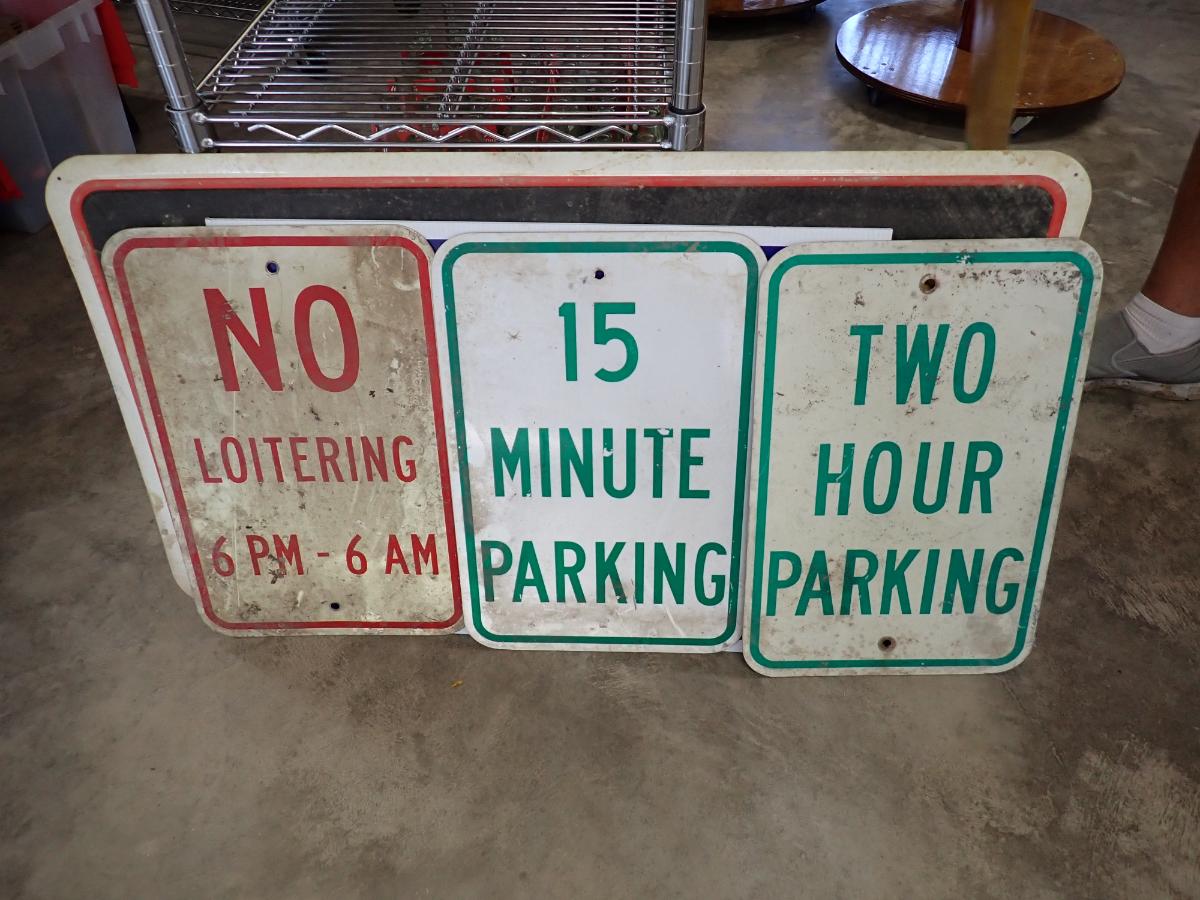 NO
LOITERING
6 PM - 6 AM
15
MINUTE
PARKING
TWO
HOUR
PARKING